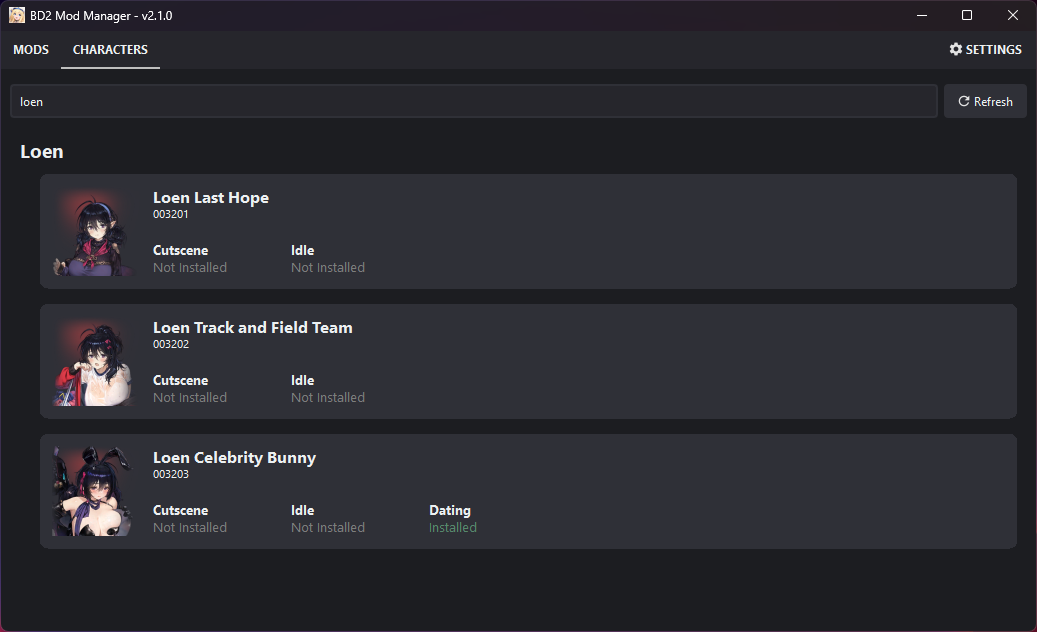 BD2 Mod Manager - v2.1.0
MODS CHARACTERS SETTINGS
loen Refresh
Loen
Loen Last Hope
003201
Cutscene Idle
Not Installed Not Installed
Loen Track and Field Team
003202
Cutscene Idle
Not Installed Not Installed
Loen Celebrity Bunny
003203
Cutscene Idle Dating
Not Installed Not Installed Installed